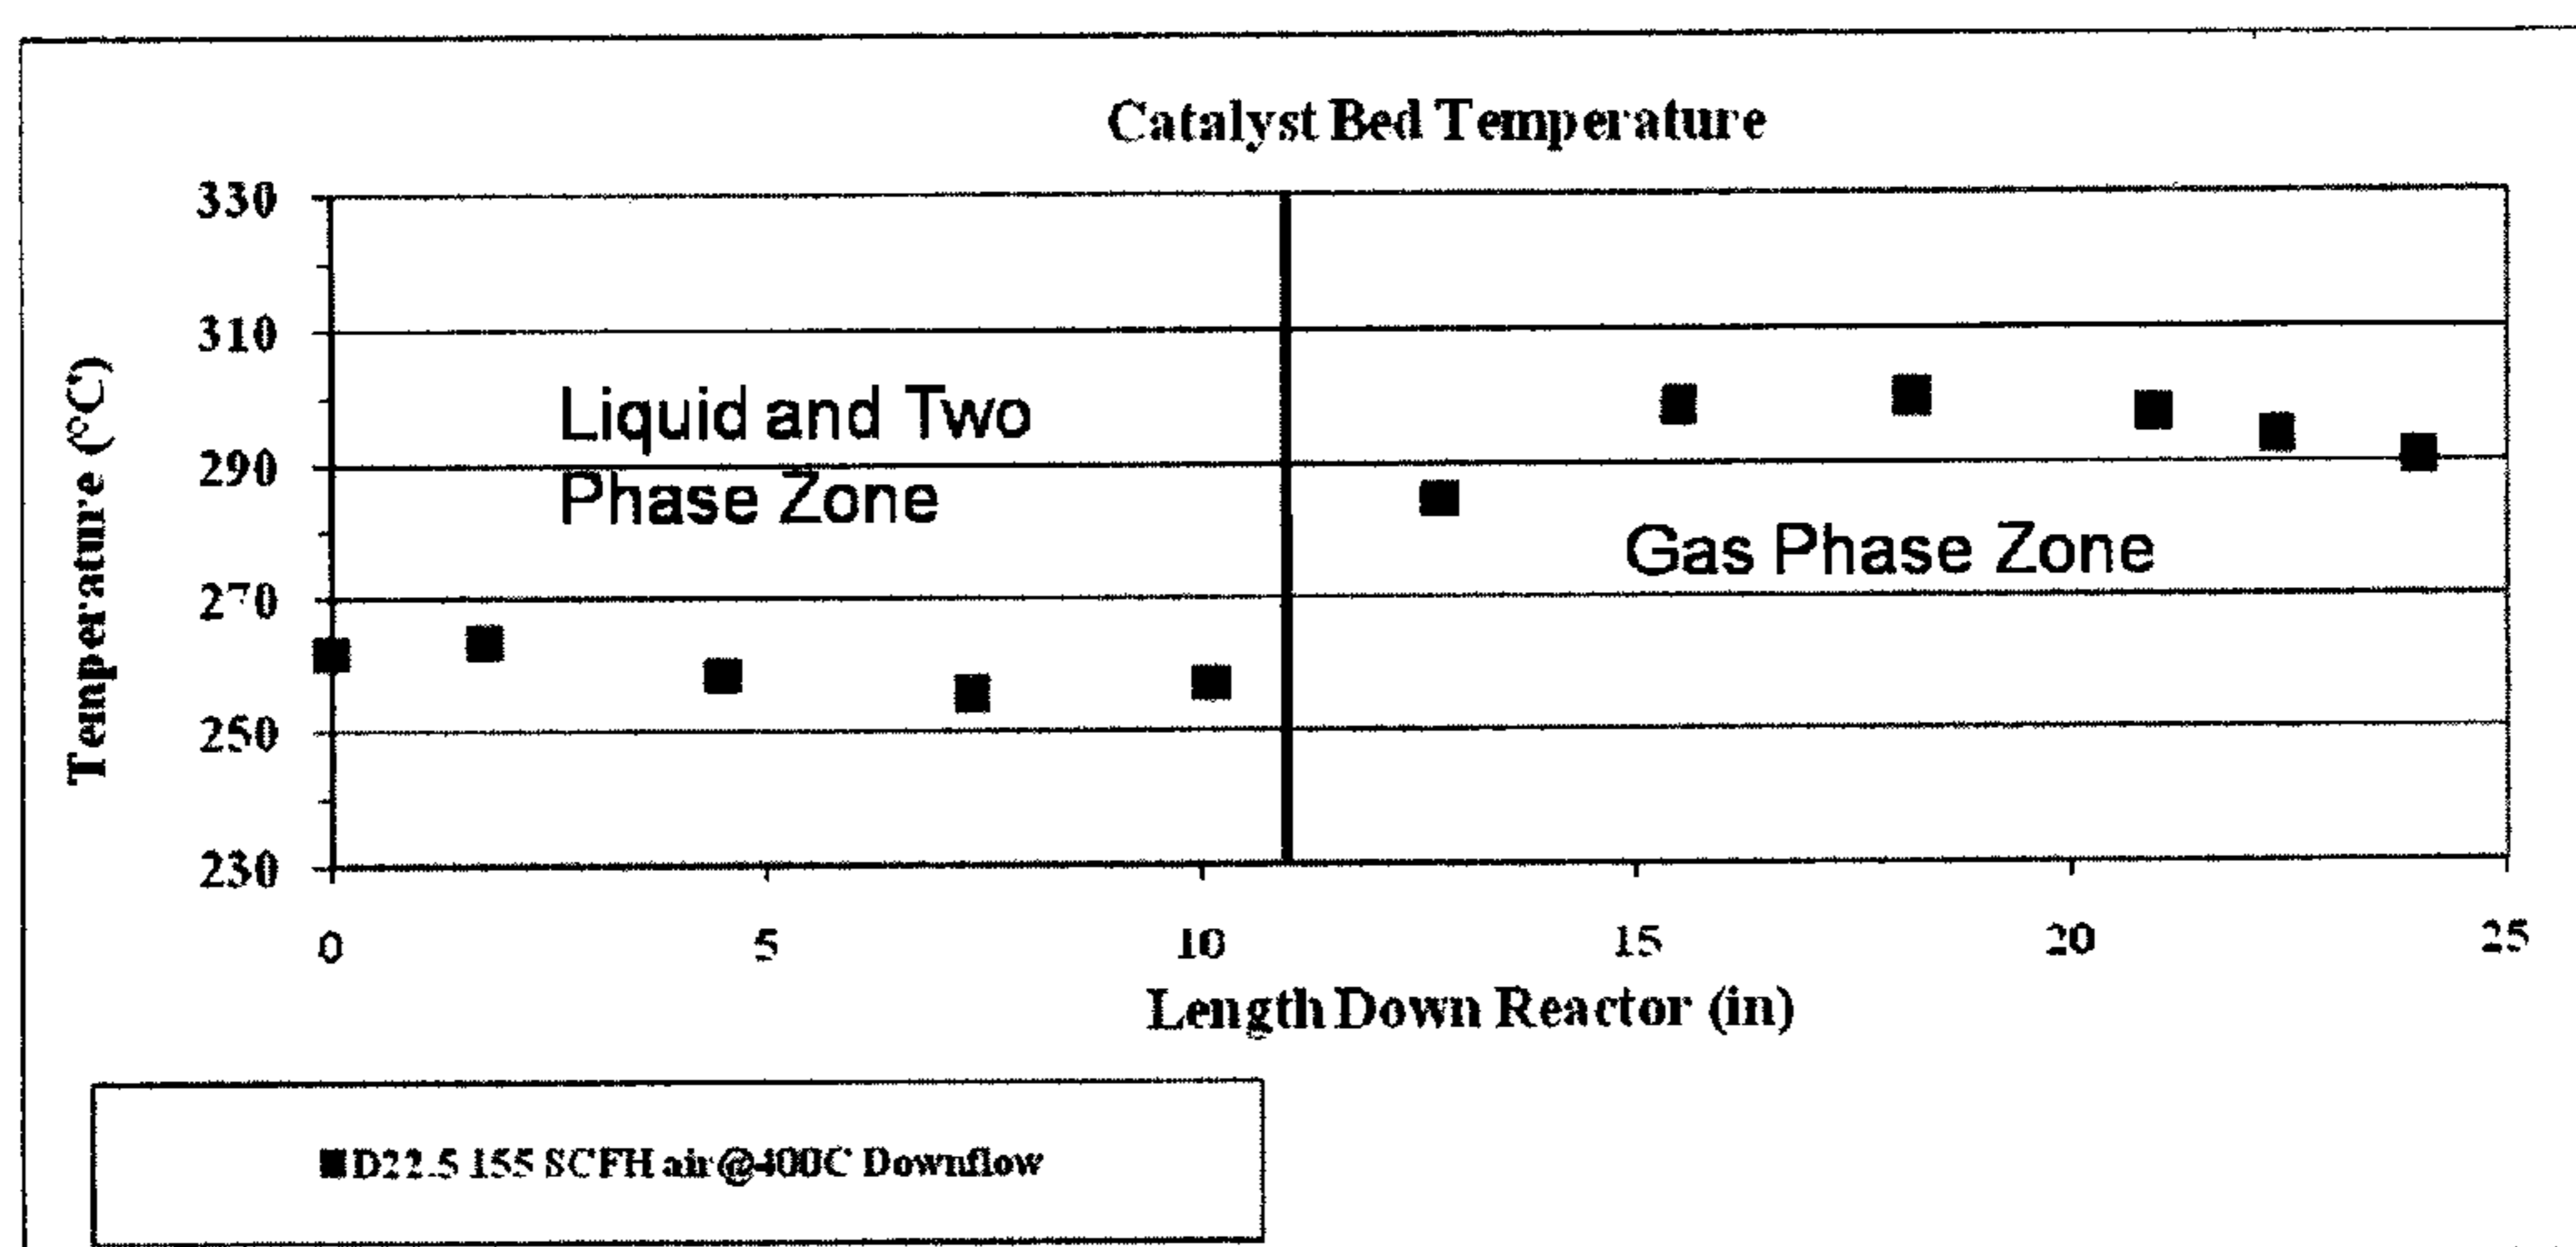 Catalyst Bed Temperature
330
310
290
270
250
230
Temperature (°C)
Liquid and Two
Phase Zone
Gas Phase Zone
0 5 10 15 20 25
Length Down Reactor (in)
D22.5 155 SCFH air@400C Downflow